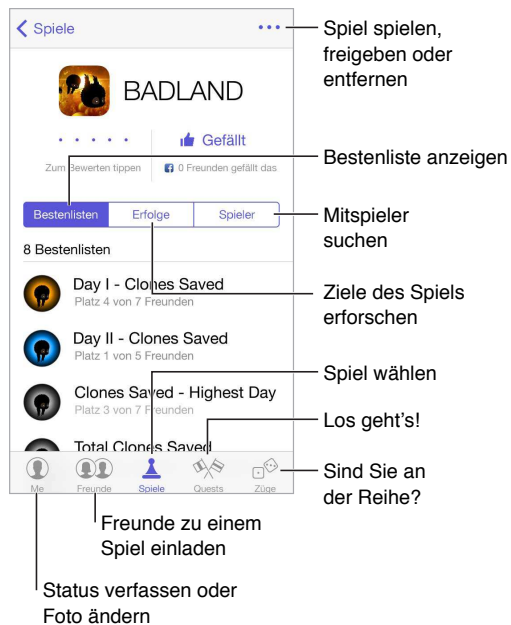 Spiele
BADLAND
Gefällt
Zum Bewerten tippen
0 Freunden gefällt das
Bestenlisten
Erfolge
Spieler
8 Bestenlisten
Day I - Clones Saved
Platz 4 von 7 Freunden
Day II - Clones Saved
Platz 1 von 5 Freunden
Clones Saved - Highest Day
Platz 3 von 7 Freunden
Total Clones Saved
Me
Freunde
Spiele
Quests
Züge
Spiel spielen,
freigeben oder
entfernen
Bestenliste anzeigen
Mitspieler
suchen
Ziele des Spiels
erforschen
Spiel wählen
Los geht's!
Sind Sie an
der Reihe?
Freunde zu einem
Spiel einladen
Status verfassen oder
Foto ändern